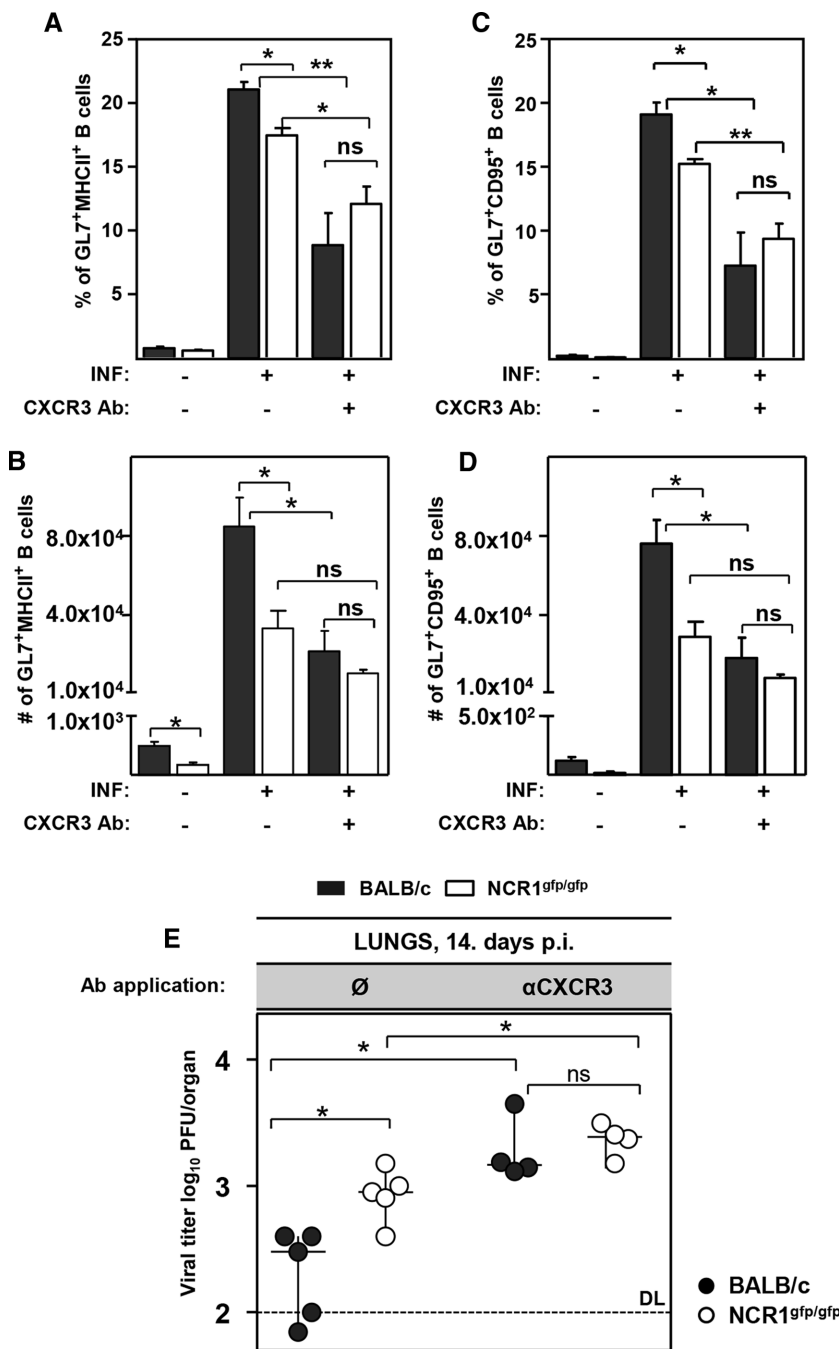 A
% of GL7⁺MHCII⁺ B cells
25
20
15
10
5
*
**
*
ns
INF: - + +
CXCR3 Ab: - - +
C
% of GL7⁺CD95⁺ B cells
25
20
15
10
5
*
*
**
ns
INF: - + +
CXCR3 Ab: - - +
B
# of GL7⁺MHCII⁺ B cells
8.0x10⁴
4.0x10⁴
1.0x10⁴
1.0x10³
*
*
*
ns
ns
INF: - + +
CXCR3 Ab: - - +
D
# of GL7⁺CD95⁺ B cells
8.0x10⁴
4.0x10⁴
1.0x10⁴
5.0x10²
*
*
ns
ns
INF: - + +
CXCR3 Ab: - - +
BALB/c NCR1gfp/gfp
E
LUNGS, 14. days p.i.
Ab application: Ø αCXCR3
Viral titer log₁₀ PFU/organ
4
3
2
*
*
*
ns
DL
BALB/c
NCR1gfp/gfp